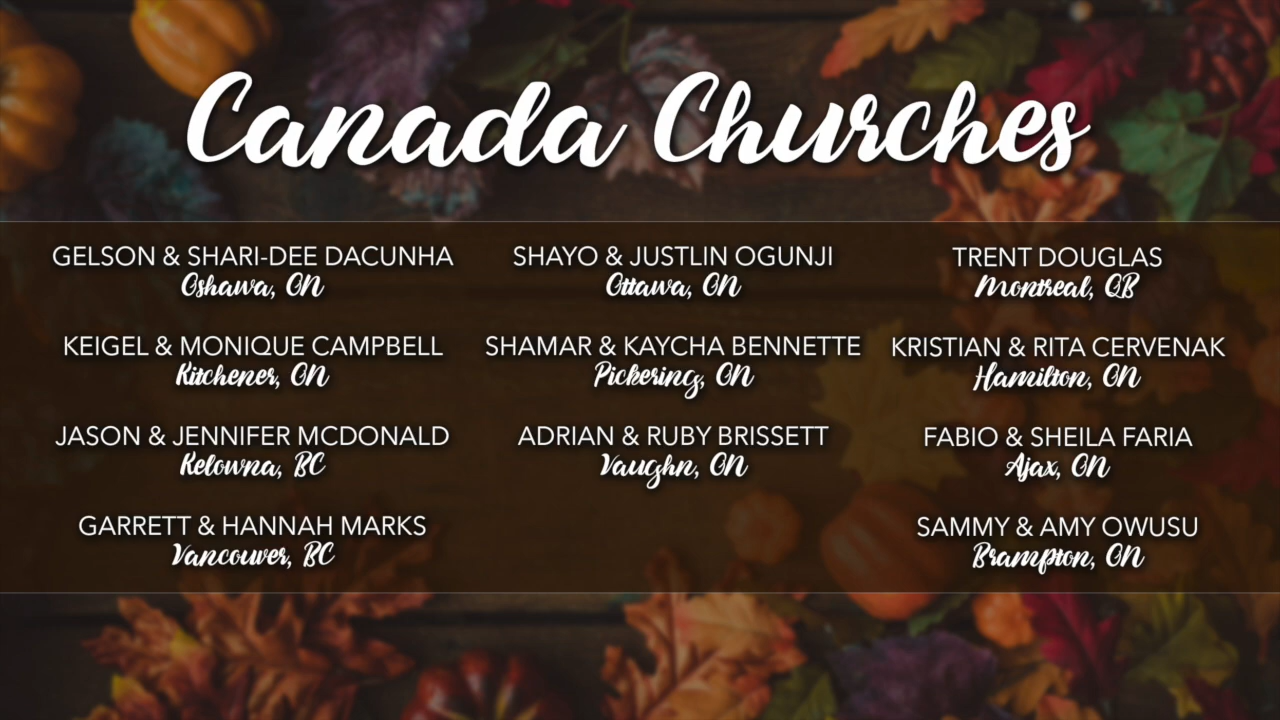 Canada Churches
GELSON & SHARI-DEE DACUNHA
Oshawa, ON
KEIGEL & MONIQUE CAMPBELL
Kitchener, ON
JASON & JENNIFER MCDONALD
Kelowna, BC
GARRETT & HANNAH MARKS
Vancouver, BC
SHAYO & JUSTLIN OGUNJI
Ottawa, ON
SHAMAR & KAYCHA BENNETTE
Pickering, ON
ADRIAN & RUBY BRISSETT
Vaughn, ON
TRENT DOUGLAS
Montreal, QB
KRISTIAN & RITA CERVENAK
Hamilton, ON
FABIO & SHEILA FARIA
Ajax, ON
SAMMY & AMY OWUSU
Brampton, ON